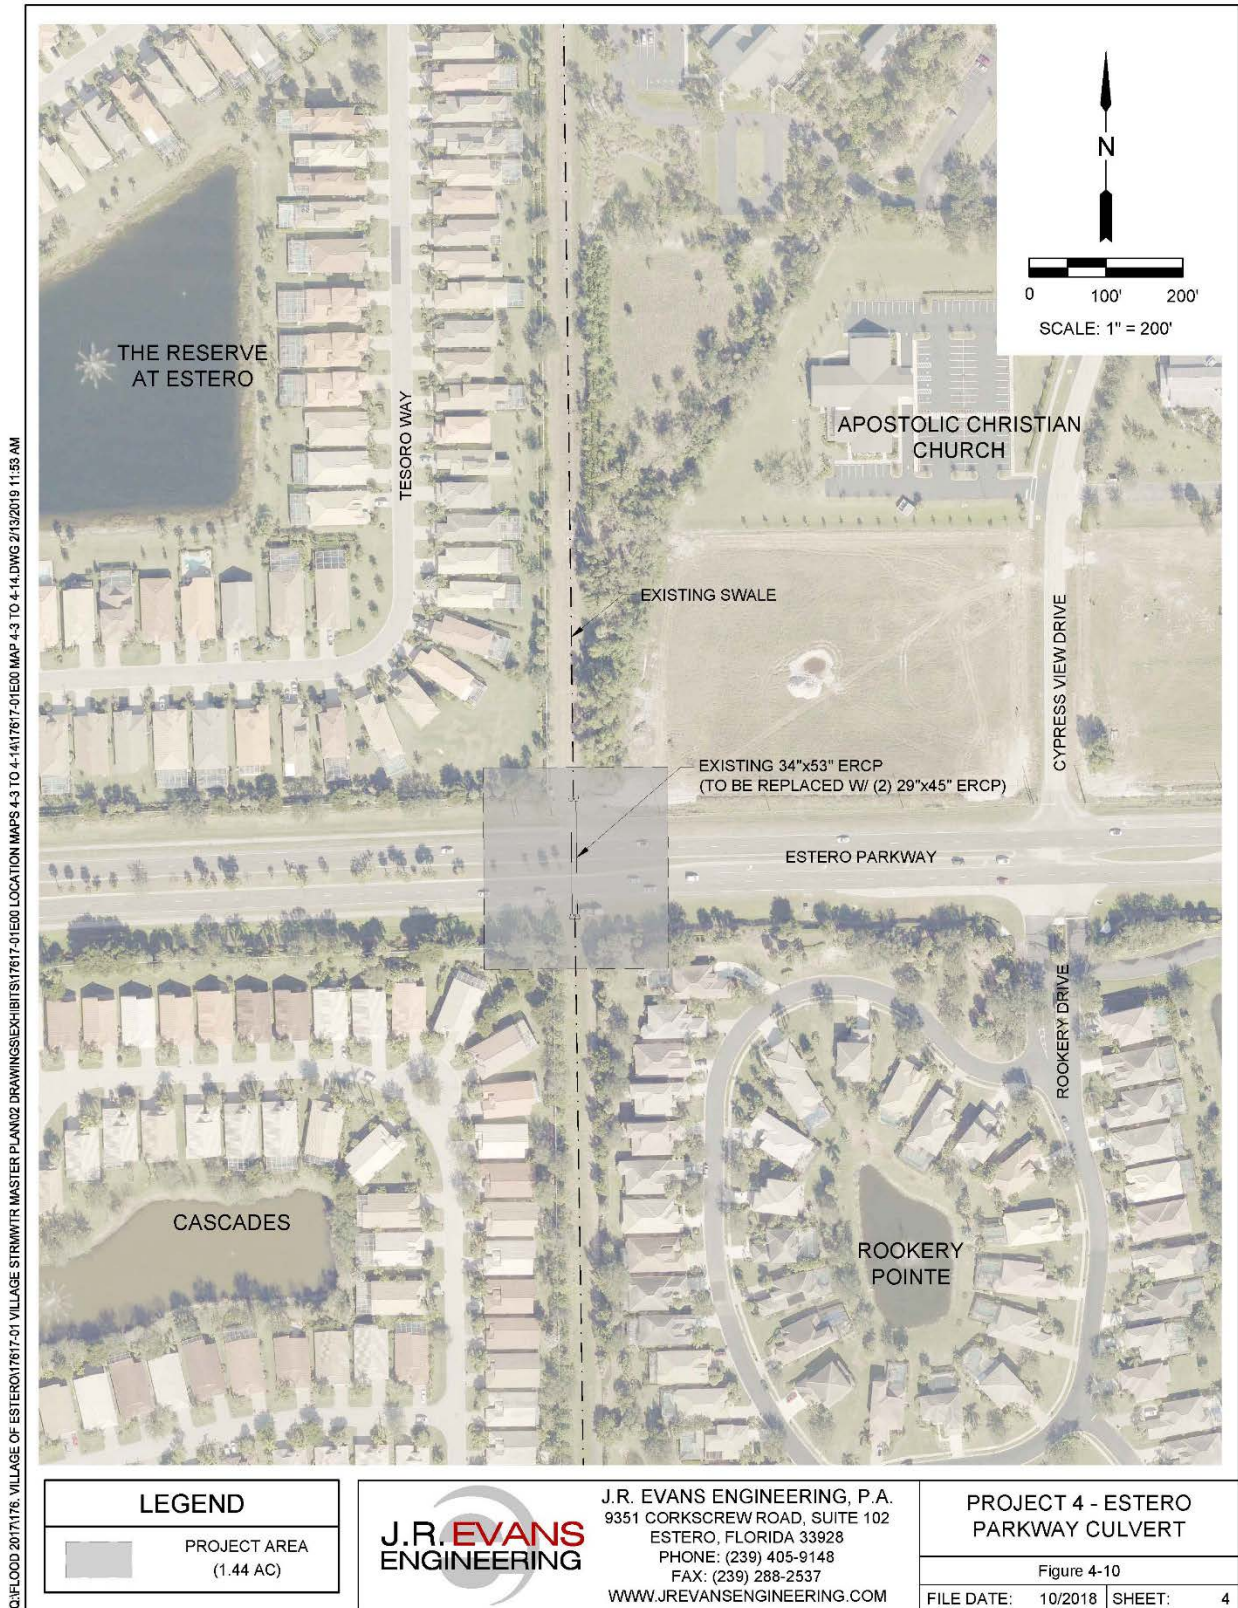 N
0 100' 200'
SCALE: 1" = 200'
THE RESERVE
AT ESTERO
TESORO WAY
APOSTOLIC CHRISTIAN
CHURCH
EXISTING SWALE
CYPRESS VIEW DRIVE
EXISTING 34"x53" ERCP
(TO BE REPLACED W/ (2) 29"x45" ERCP)
ESTERO PARKWAY
ROOKERY DRIVE
CASCADES
ROOKERY
POINTE
Q:\FLOOD 2017\1176. VILLAGE OF ESTERO\17617-01 VILLAGE STRMWTR MASTER PLAN\02 DRAWINGS\EXHIBITS\17617-01E00 LOCATION MAPS 4-3 TO 4-14\17617-01E00 MAP 4-3 TO 4-14.DWG 2/13/2019 11:53 AM
LEGEND
PROJECT AREA
(1.44 AC)
J.R. EVANS
ENGINEERING
J.R. EVANS ENGINEERING, P.A.
9351 CORKSCREW ROAD, SUITE 102
ESTERO, FLORIDA 33928
PHONE: (239) 405-9148
FAX: (239) 288-2537
WWW.JREVANSENGINEERING.COM
PROJECT 4 - ESTERO
PARKWAY CULVERT
Figure 4-10
FILE DATE: 10/2018 SHEET: 4